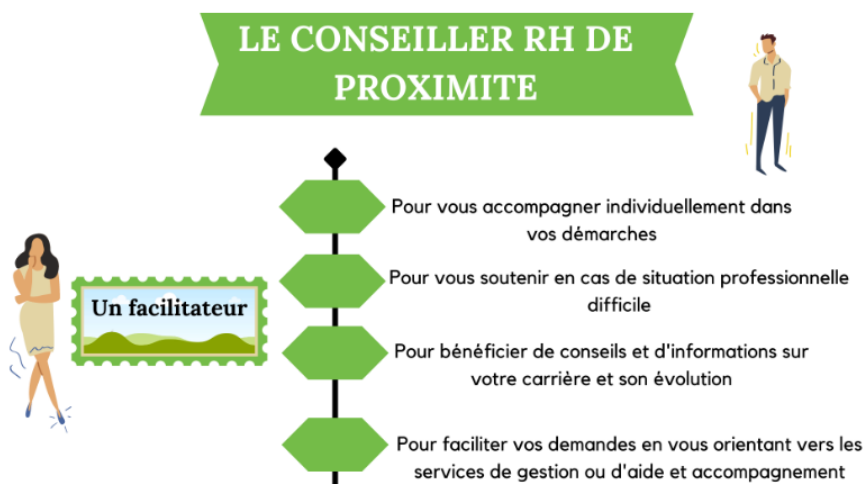 LE CONSEILLER RH DE
PROXIMITE
Pour vous accompagner individuellement dans
vos démarches
Pour vous soutenir en cas de situation professionnelle
difficile
Un facilitateur
Pour bénéficier de conseils et d'informations sur
votre carrière et son évolution
Pour faciliter vos demandes en vous orientant vers les
services de gestion ou d'aide et accompagnement